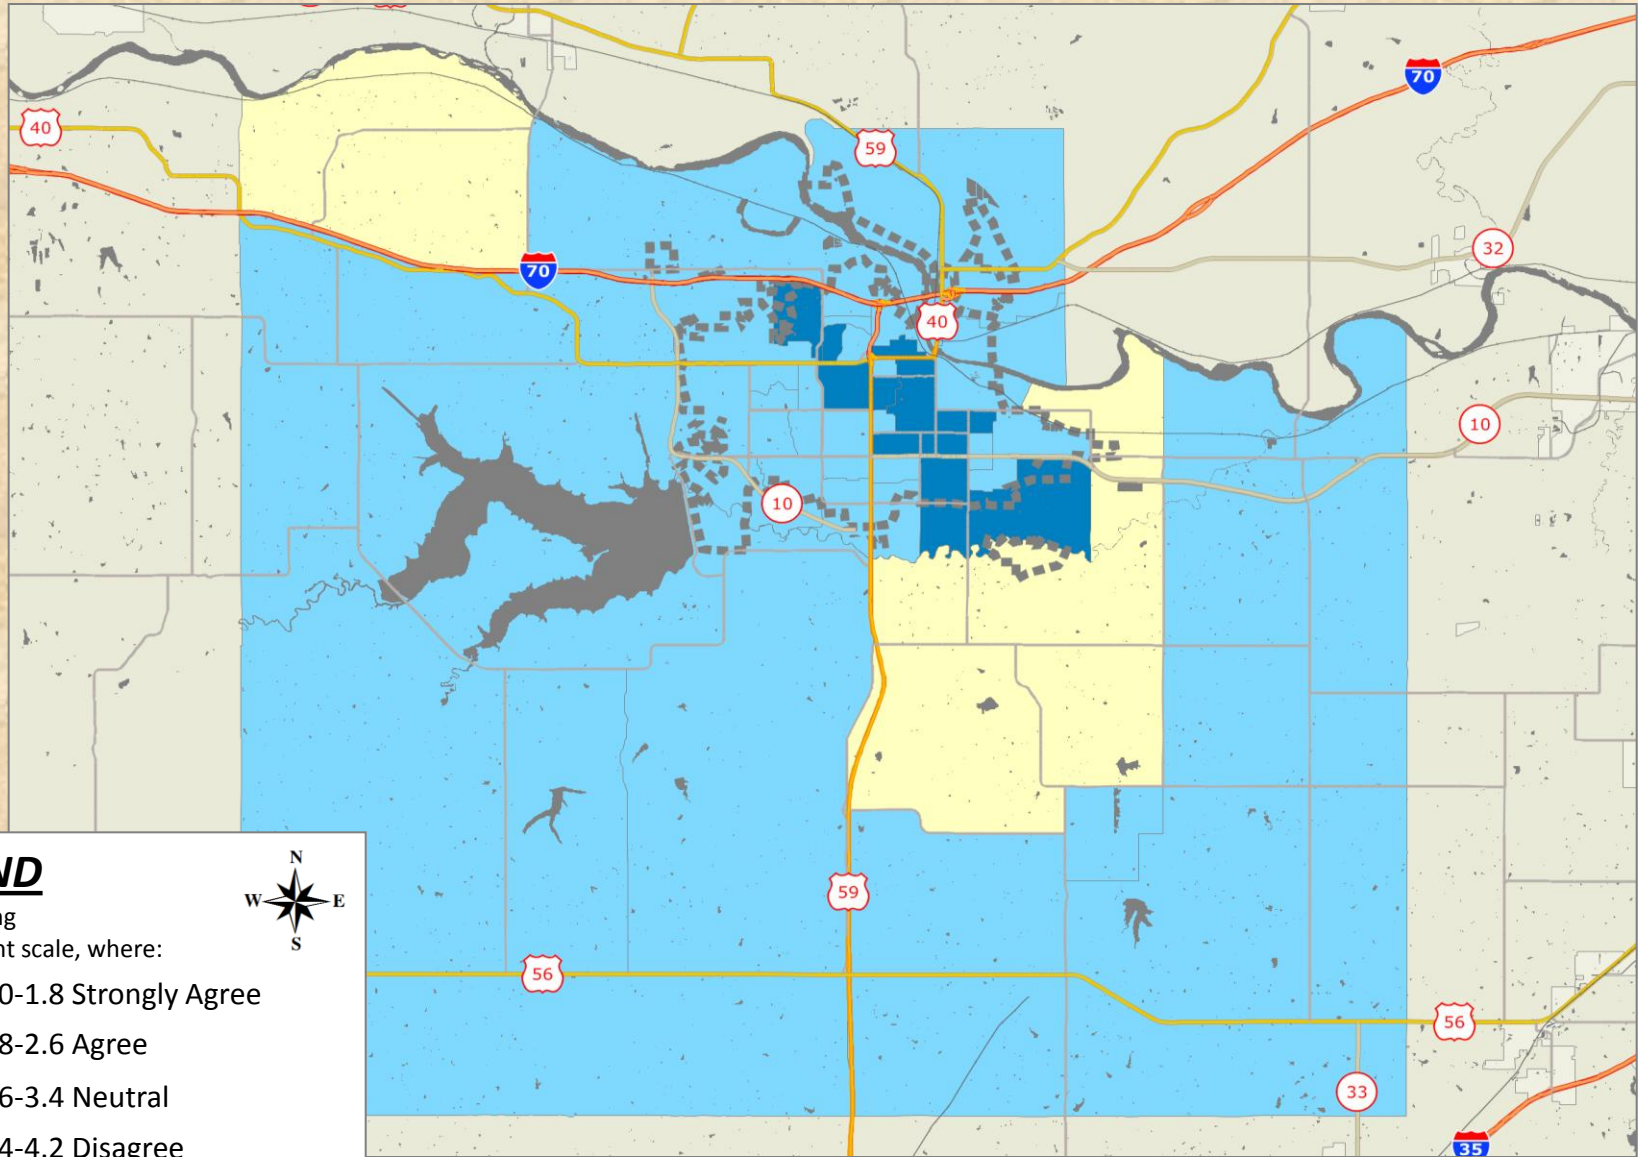 70
40
59
32
70
40
10
10
59
56
56
33
35
ND
N
W E
S
ng
nt scale, where:
0-1.8 Strongly Agree
8-2.6 Agree
6-3.4 Neutral
4-4.2 Disagree